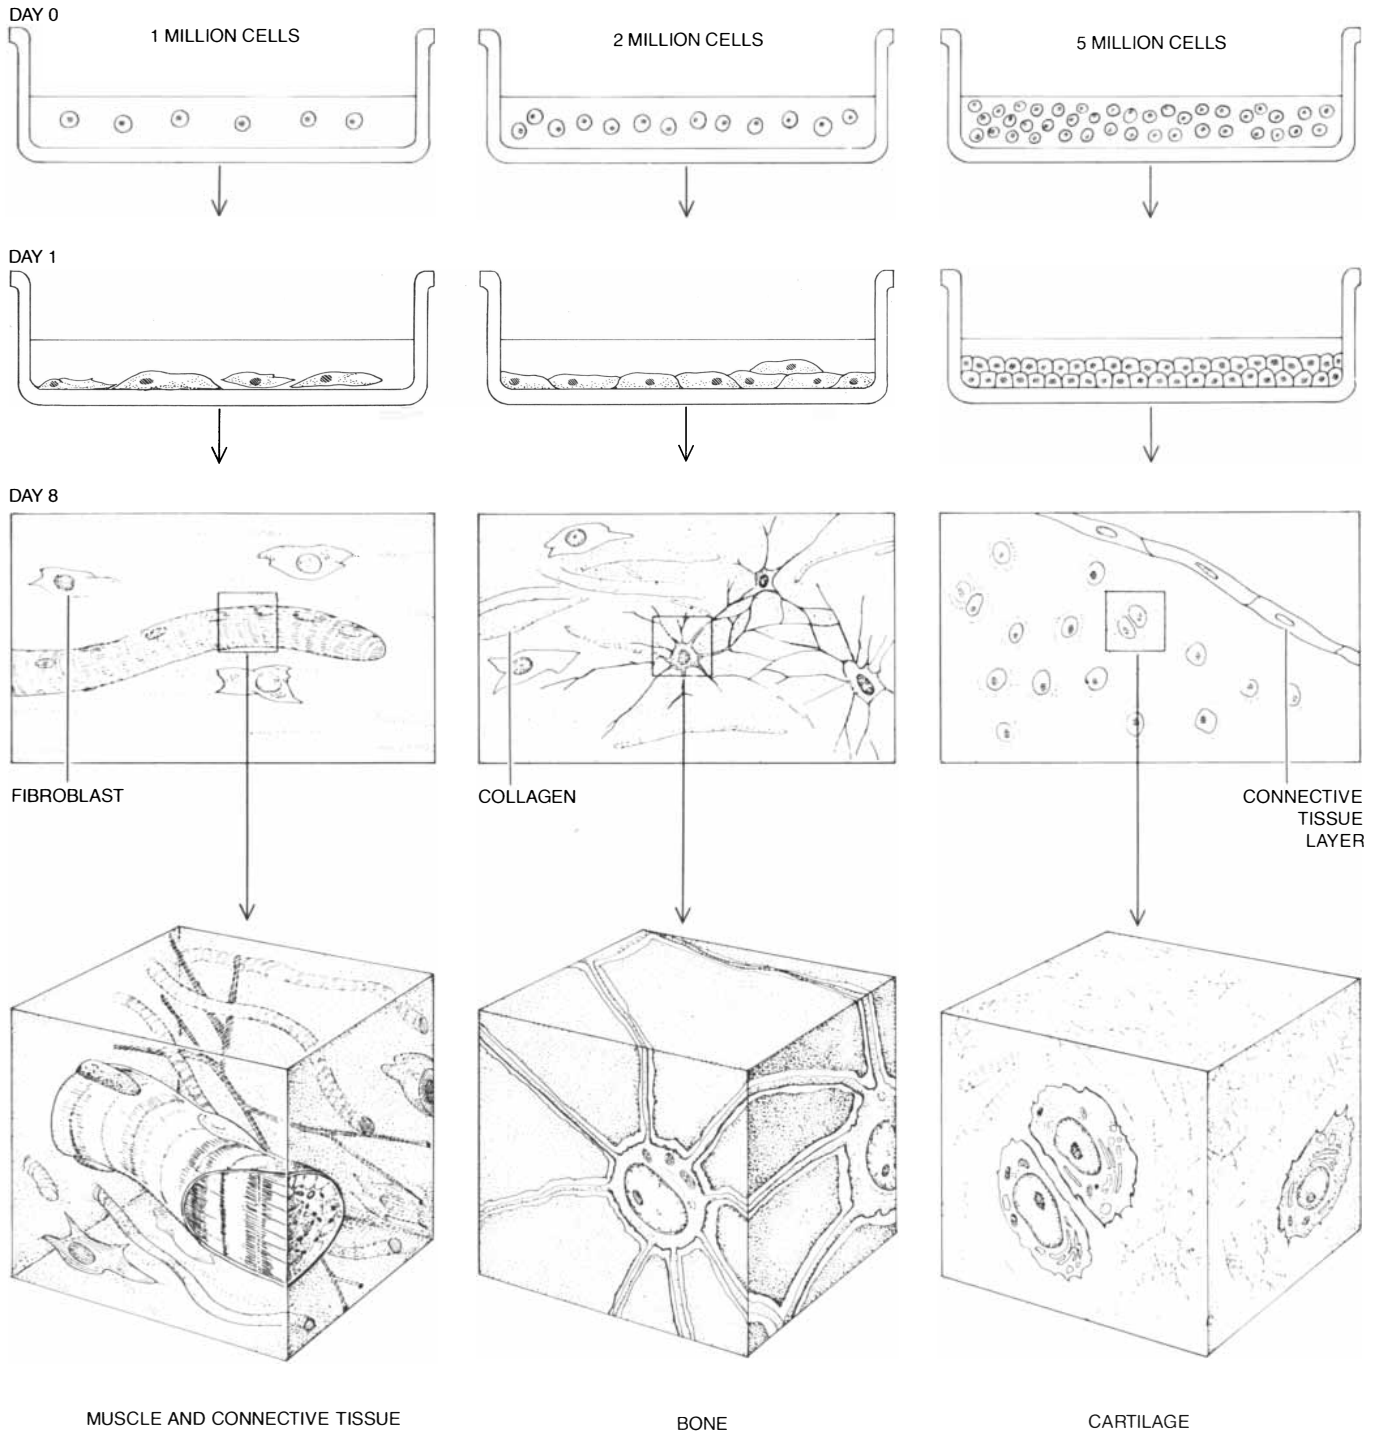 DAY 0
1 MILLION CELLS
2 MILLION CELLS
5 MILLION CELLS
DAY 1
DAY 8
FIBROBLAST
COLLAGEN
CONNECTIVE
TISSUE
LAYER
MUSCLE AND CONNECTIVE TISSUE
BONE
CARTILAGE